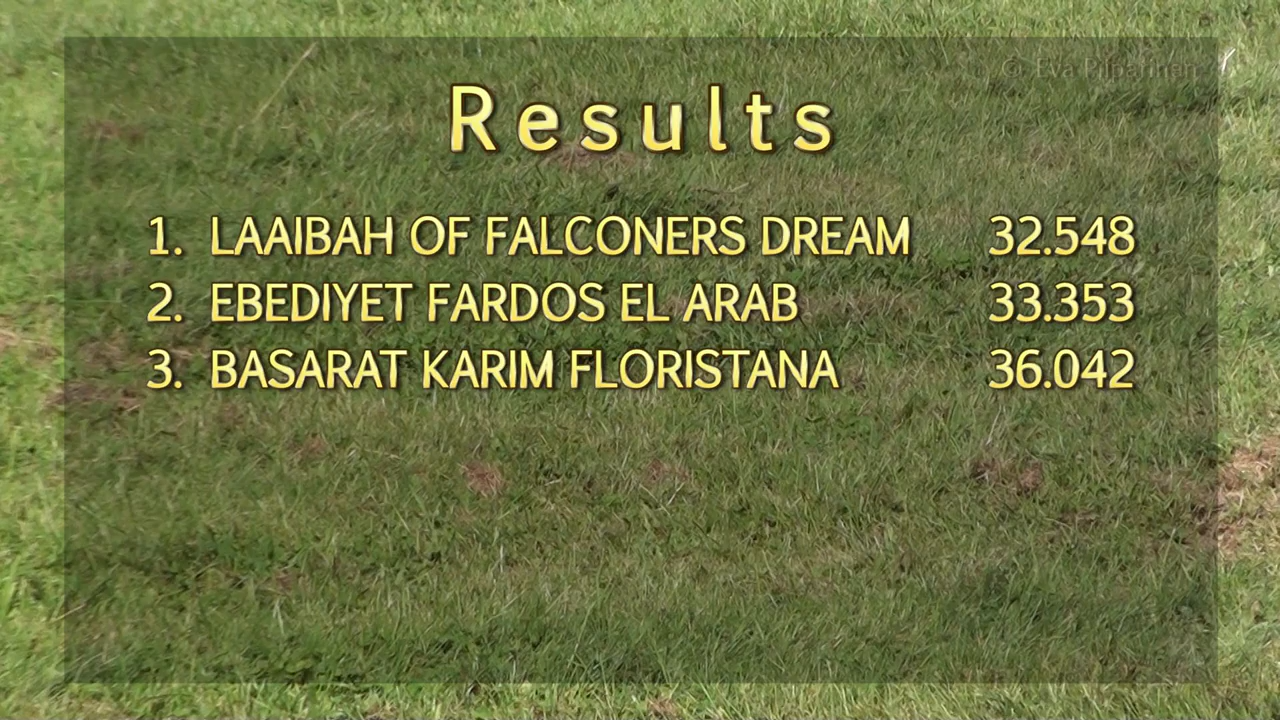 © Eva
Results
1. LAAIBAH OF FALCONERS DREAM 32.548
2. EBEDIYET FARDOS EL ARAB 33.353
3. BASARAT KARIM FLORISTANA 36.042